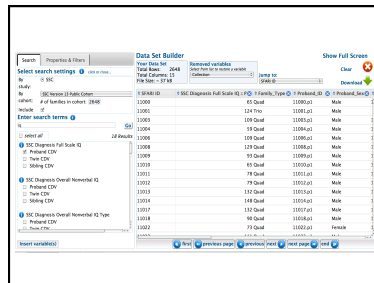 Data Set Builder
Show Full Screen
Search
Properties & Filters
Your Data Set
Total Rows: 2648
Total Columns: 15
File Size: ~ 37 kB
Removed variables
Select from list to restore a variable
Collection
Jump to:
SFARI ID
Clear
Download
Select search settings
click to close..
By study:
SSC
By cohort:
SSC Version 13 Public Cohort
# of families in cohort 2648
Include
Enter search terms
iq
Go
select all
18 Results
SSC Diagnosis Full Scale IQ
Proband CDV
Twin CDV
Sibling CDV
SSC Diagnosis Overall Nonverbal IQ
Proband CDV
Twin CDV
Sibling CDV
SSC Diagnosis Overall Nonverbal IQ Type
Proband CDV
Twin CDV
Insert variable(s)
SFARI ID SSC Diagnosis Full Scale IQ :: P Family_Type Proband_ID Proband_Sex
11000 65 Quad 11000.p1 Male
11001 124 Trio 11001.p1 Male
11003 109 Quad 11003.p1 Male
11004 59 Quad 11004.p1 Male
11006 109 Quad 11006.p1 Male
11008 129 Quad 11008.p1 Male
11009 93 Quad 11009.p1 Male
11010 65 Quad 11010.p1 Male
11011 78 Quad 11011.p1 Male
11012 79 Quad 11012.p1 Male
11013 132 Quad 11013.p1 Male
11014 148 Quad 11014.p1 Male
11017 132 Quad 11017.p1 Male
11018 90 Quad 11018.p1 Male
11022 73 Quad 11022.p1 Female
first previous page previous next next page end